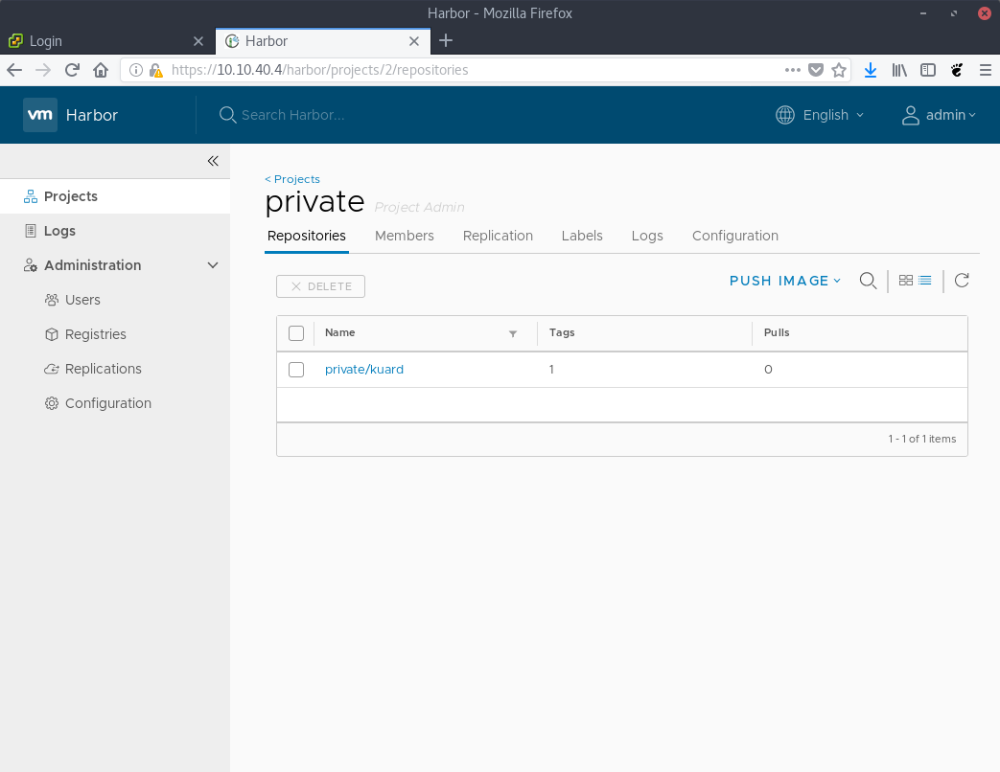 Harbor - Mozilla Firefox
Login
Harbor
https://10.10.40.4/harbor/projects/2/repositories
vm Harbor
Search Harbor...
English
admin
Projects
Logs
Administration
Users
Registries
Replications
Configuration
< Projects
private Project Admin
Repositories Members Replication Labels Logs Configuration
DELETE
PUSH IMAGE
Name Tags Pulls
private/kuard 1 0
1 - 1 of 1 items